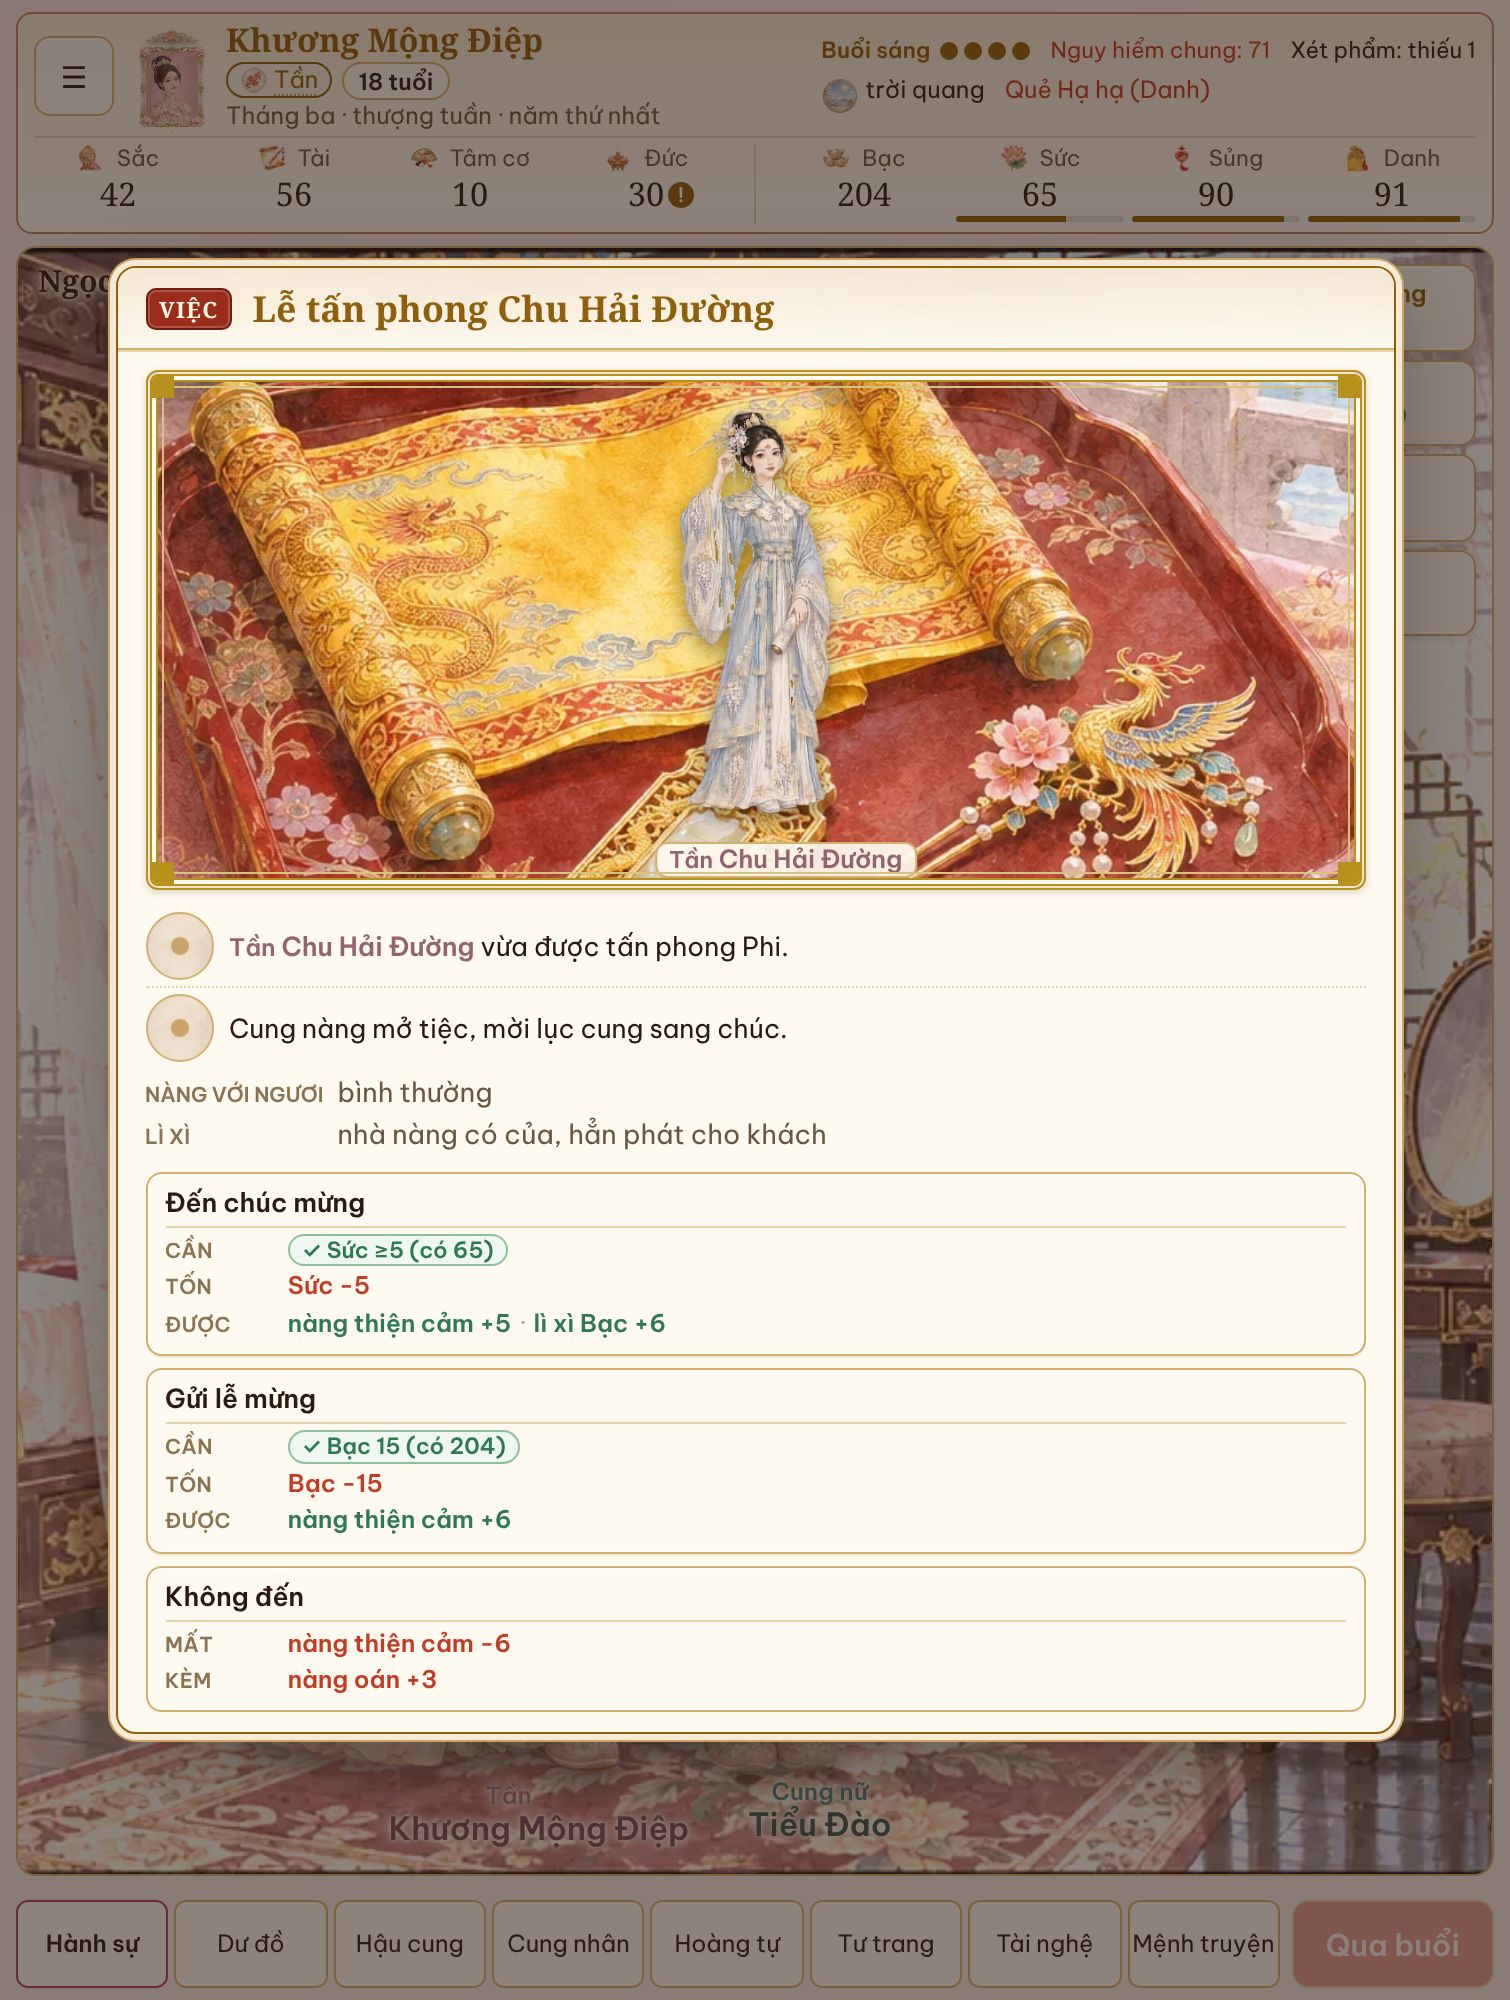 ☰
Khương Mộng Điệp
Tần
18 tuổi
Tháng ba · thượng tuần · năm thứ nhất
Buổi sáng
Nguy hiểm chung: 71
Xét phẩm: thiếu 1
trời quang
Quẻ Hạ hạ (Danh)
Sắc
42
Tài
56
Tâm cơ
10
Đức
30 !
Bạc
204
Sức
65
Sủng
90
Danh
91
Ngọc
VIỆC
Lễ tấn phong Chu Hải Đường
Tần Chu Hải Đường
Tần Chu Hải Đường vừa được tấn phong Phi.
Cung nàng mở tiệc, mời lục cung sang chúc.
NÀNG VỚI NGƯƠI bình thường
LÌ XÌ nhà nàng có của, hẳn phát cho khách
Đến chúc mừng
CẦN ✓ Sức ≥5 (có 65)
TỐN Sức -5
ĐƯỢC nàng thiện cảm +5 · lì xì Bạc +6
Gửi lễ mừng
CẦN ✓ Bạc 15 (có 204)
TỐN Bạc -15
ĐƯỢC nàng thiện cảm +6
Không đến
MẤT nàng thiện cảm -6
KÈM nàng oán +3
Tần
Khương Mộng Điệp
Cung nữ
Tiểu Đào
Hành sự
Dư đồ
Hậu cung
Cung nhân
Hoàng tự
Tư trang
Tài nghệ
Mệnh truyện
Qua buổi